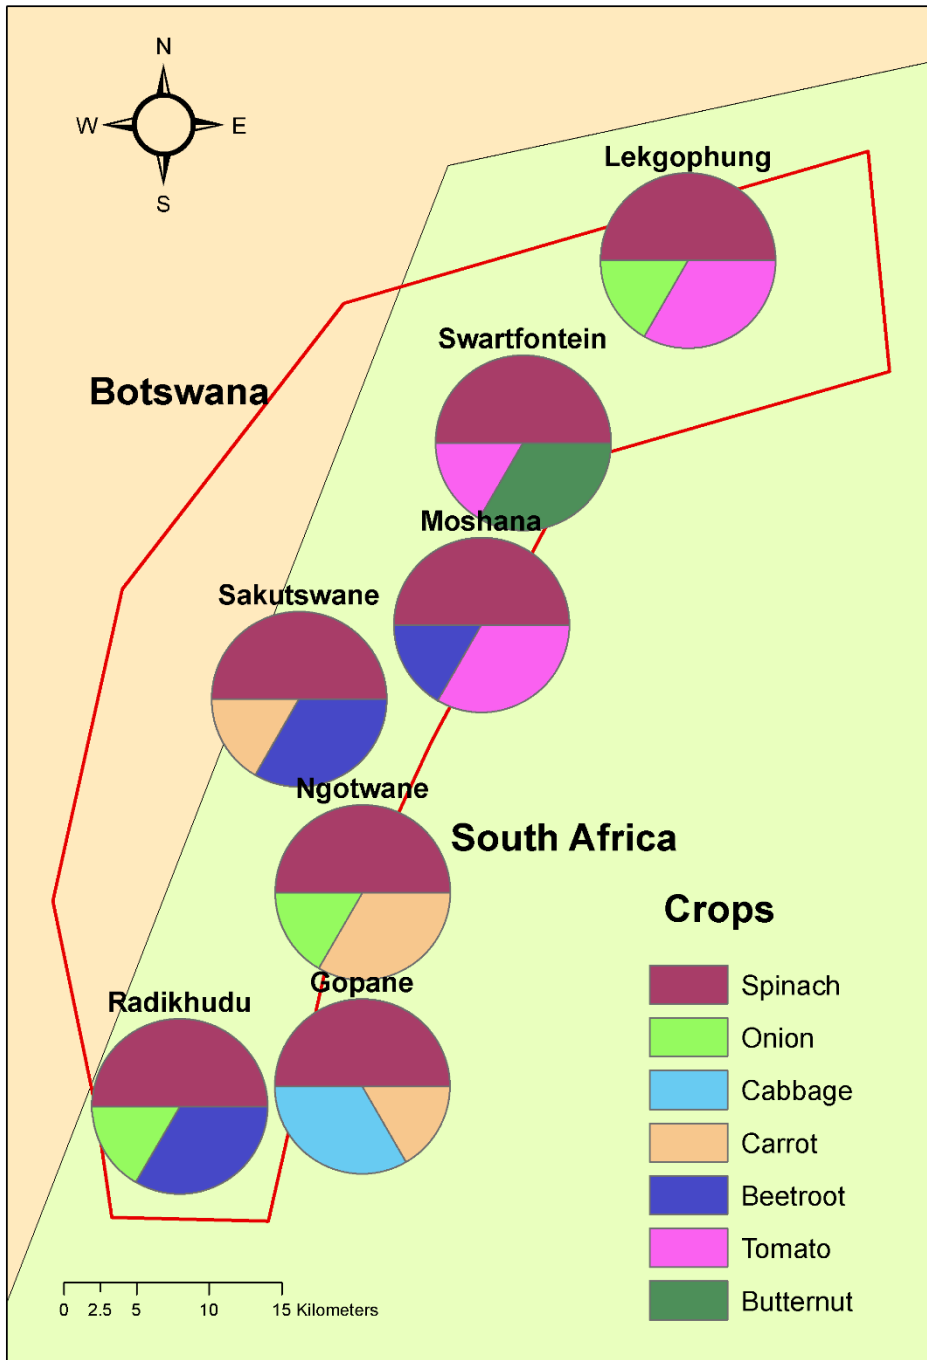 N
W E
S
Lekgophung
Swartfontein
Botswana
Moshana
Sakutswane
Ngotwane
South Africa
Gopane
Radikhudu
Crops
Spinach
Onion
Cabbage
Carrot
Beetroot
Tomato
Butternut
0 2.5 5 10 15 Kilometers